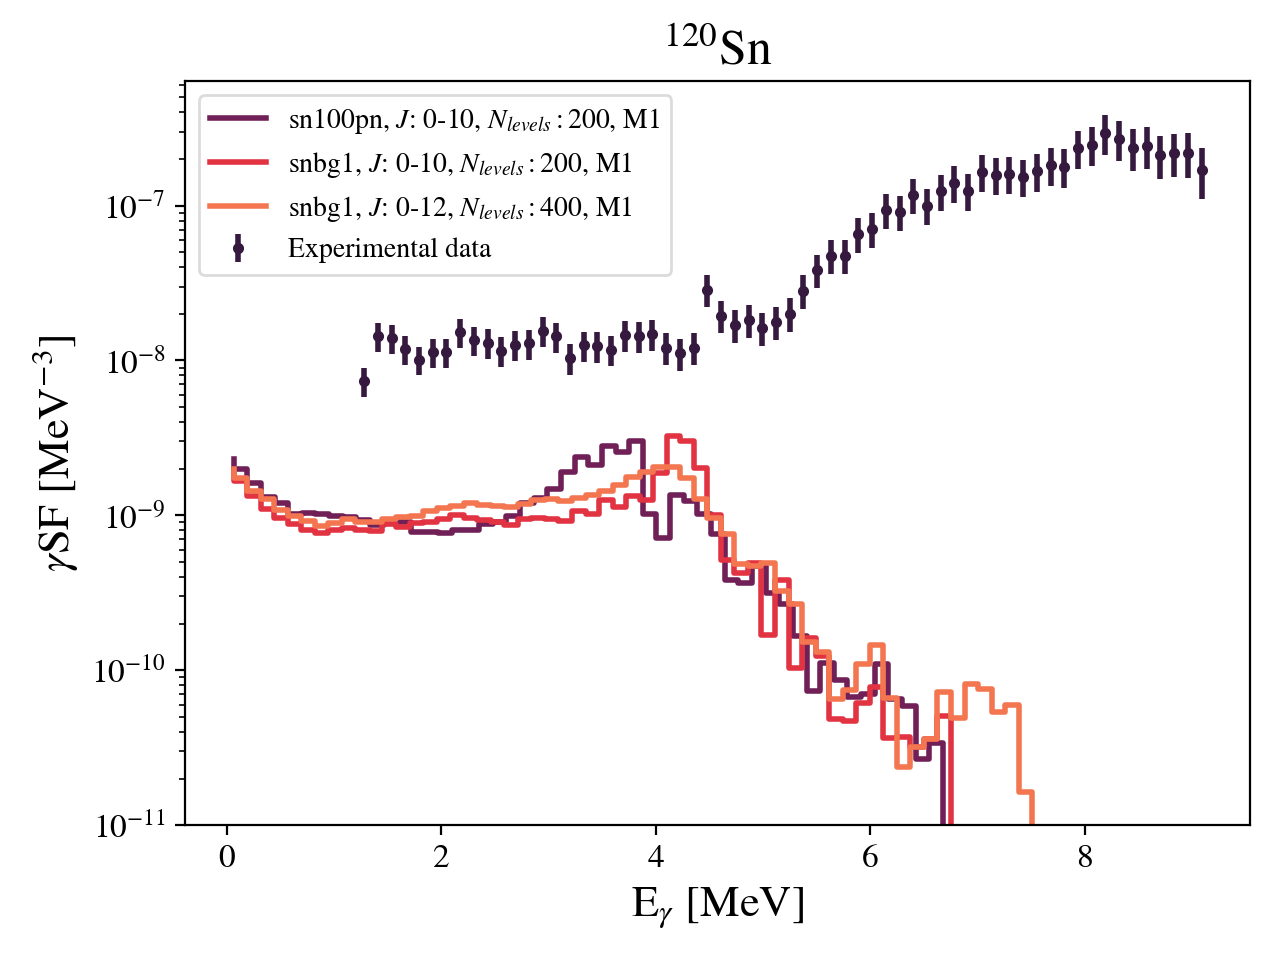 ¹²⁰Sn
sn100pn, J: 0-10, N_levels : 200, M1
snbg1, J: 0-10, N_levels : 200, M1
snbg1, J: 0-12, N_levels : 400, M1
Experimental data
γSF [MeV⁻³]
10⁻⁷
10⁻⁸
10⁻⁹
10⁻¹⁰
10⁻¹¹
0 2 4 6 8
E_γ [MeV]